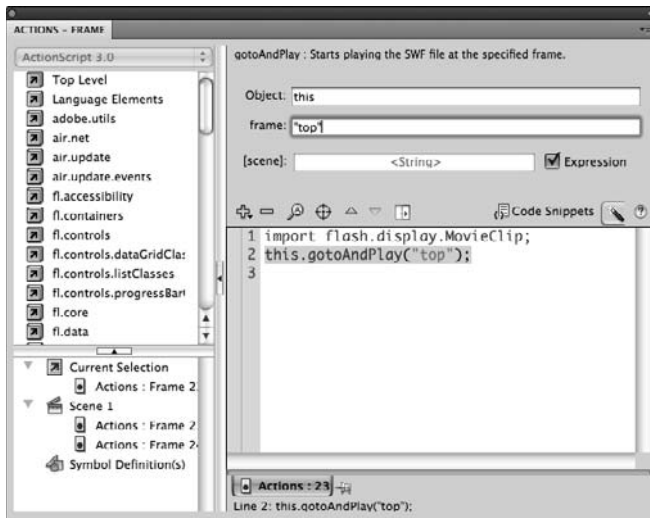 ACTIONS – FRAME
ActionScript 3.0
Top Level
Language Elements
adobe.utils
air.net
air.update
air.update.events
fl.accessibility
fl.containers
fl.controls
fl.controls.dataGridClas
fl.controls.listClasses
fl.controls.progressBar
fl.core
fl.data
Current Selection
Actions : Frame 2
Scene 1
Actions : Frame 2
Actions : Frame 2
Symbol Definition(s)
gotoAndPlay : Starts playing the SWF file at the specified frame.
Object: this
frame: "top"
[scene]: <String> Expression
Code Snippets
1 import flash.display.MovieClip;
2 this.gotoAndPlay("top");
3
Actions : 23
Line 2: this.gotoAndPlay("top");